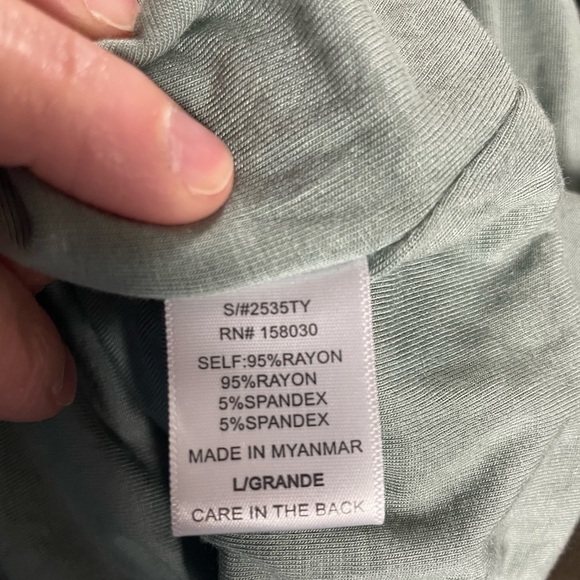 S/#2535TY
RN# 158030
SELF:95%RAYON
95%RAYON
5%SPANDEX
5%SPANDEX
MADE IN MYANMAR
L/GRANDE
CARE IN THE BACK